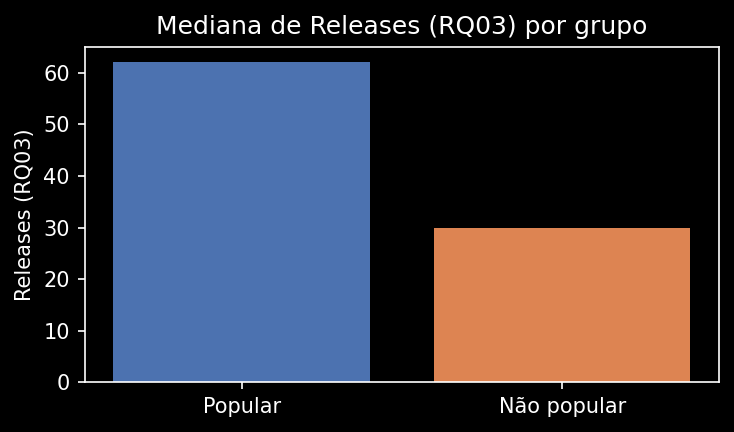 Mediana de Releases (RQ03) por grupo
Releases (RQ03)
60
50
40
30
20
10
0
Popular
Não popular